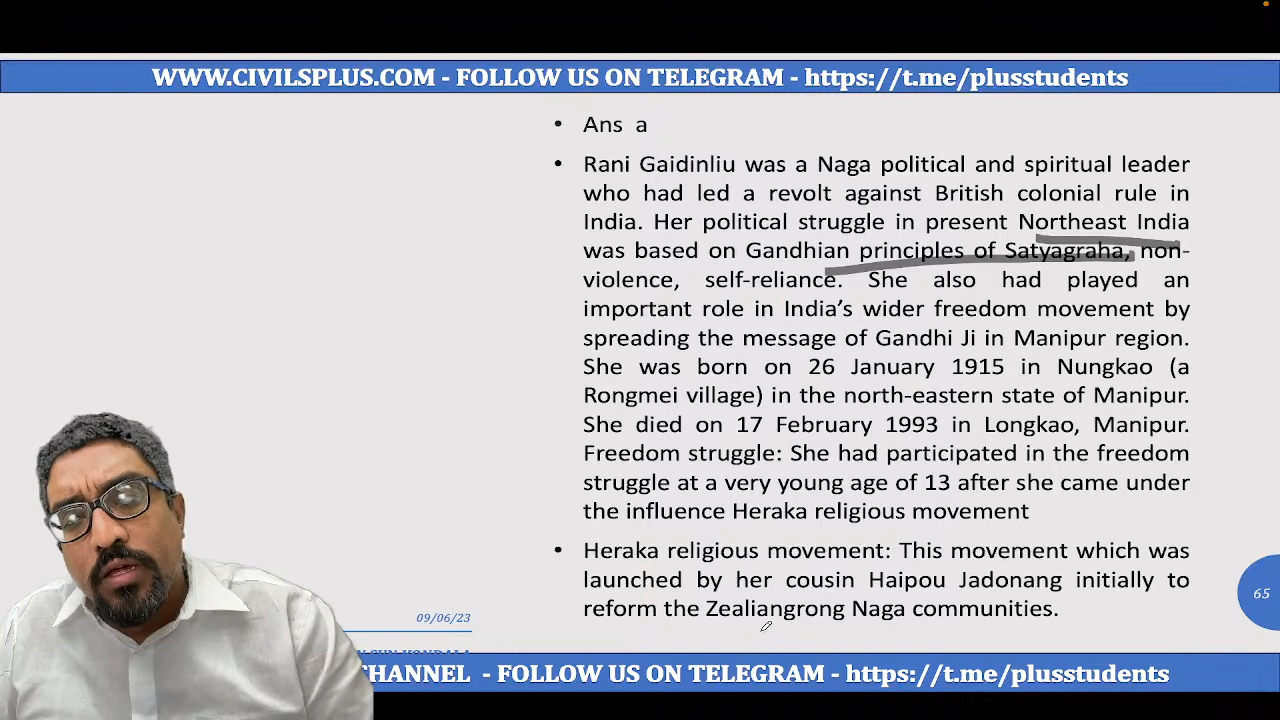 WWW.CIVILSPLUS.COM - FOLLOW US ON TELEGRAM - https://t.me/plusstudents
• Ans a
• Rani Gaidinliu was a Naga political and spiritual leader
who had led a revolt against British colonial rule in
India. Her political struggle in present Northeast India
was based on Gandhian principles of Satyagraha, non-
violence, self-reliance. She also had played an
important role in India’s wider freedom movement by
spreading the message of Gandhi Ji in Manipur region.
She was born on 26 January 1915 in Nungkao (a
Rongmei village) in the north-eastern state of Manipur.
She died on 17 February 1993 in Longkao, Manipur.
Freedom struggle: She had participated in the freedom
struggle at a very young age of 13 after she came under
the influence Heraka religious movement
• Heraka religious movement: This movement which was
launched by her cousin Haipou Jadonang initially to
reform the Zealiangrong Naga communities.
65
09/06/23
CHANNEL - FOLLOW US ON TELEGRAM - https://t.me/plusstudents